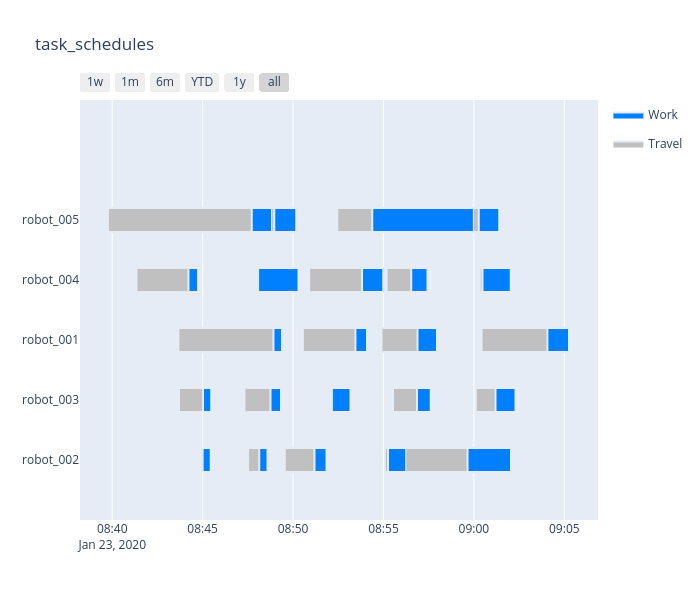 task_schedules
1w 1m 6m YTD 1y all
Work
Travel
robot_005
robot_004
robot_001
robot_003
robot_002
08:40 08:45 08:50 08:55 09:00 09:05
Jan 23, 2020